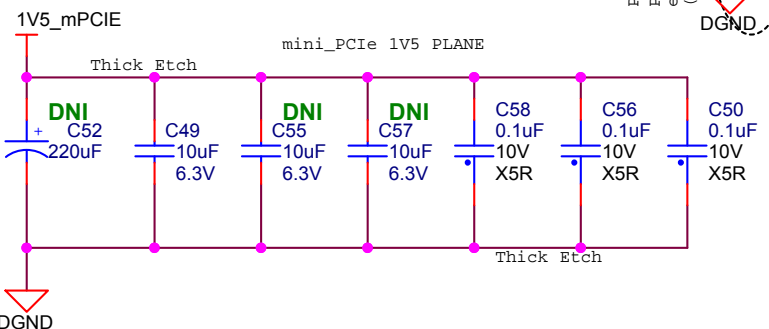 1V5_mPCIE
DGND
mini_PCIe 1V5 PLANE
Thick Etch
DNI
C52
220uF
C49
10uF
6.3V
DNI
C55
10uF
6.3V
DNI
C57
10uF
6.3V
C58
0.1uF
10V
X5R
C56
0.1uF
10V
X5R
C50
0.1uF
10V
X5R
Thick Etch
DGND